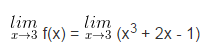 lim x→3 f(x) = lim x→3 (x³ + 2x - 1)